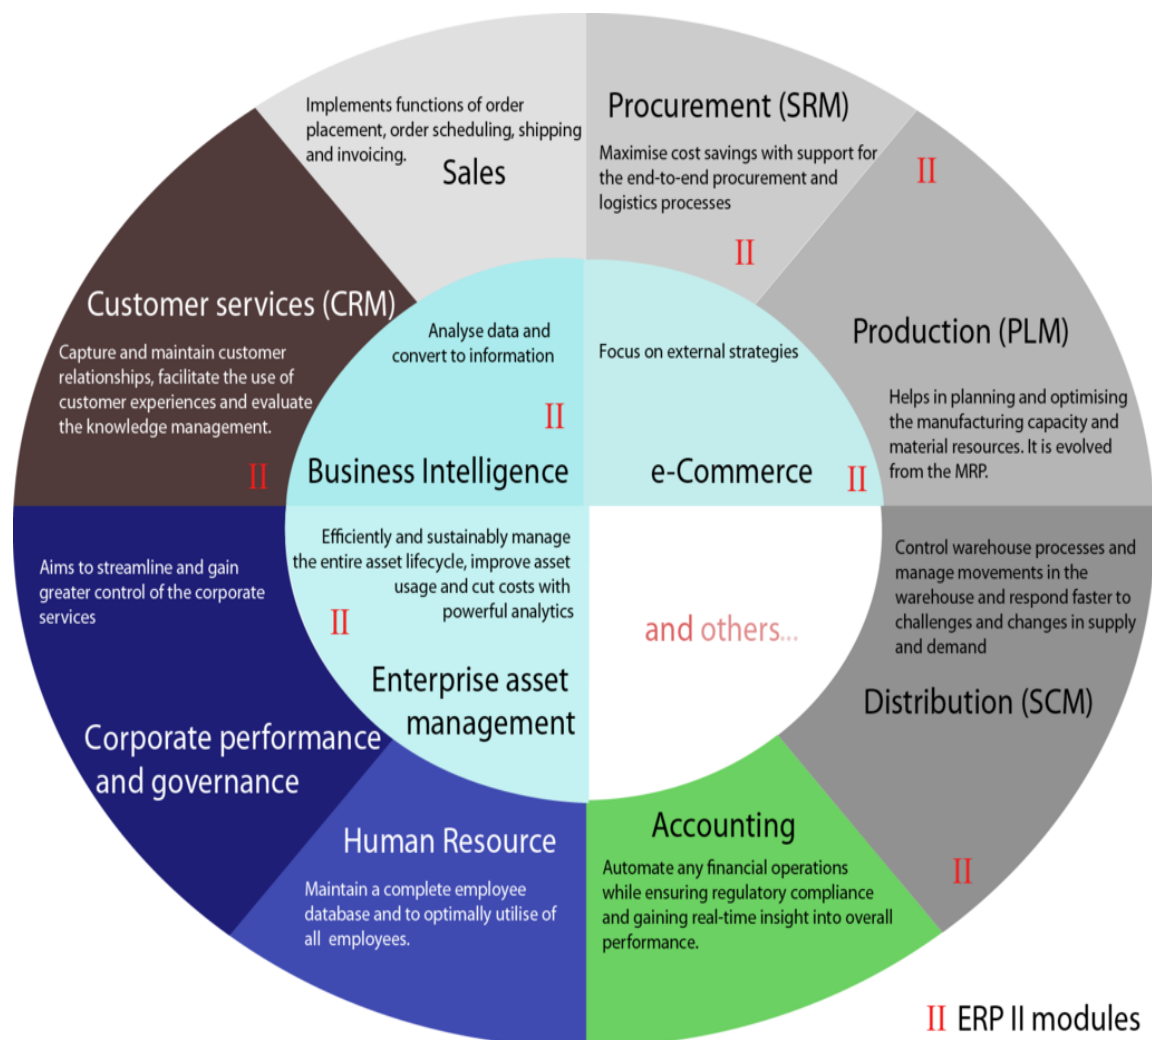 Implements functions of order
placement, order scheduling, shipping
and invoicing.
Sales
Procurement (SRM)
Maximise cost savings with support for
the end-to-end procurement and
logistics processes
II
II
Production (PLM)
Helps in planning and optimising
the manufacturing capacity and
material resources. It is evolved
from the MRP.
Customer services (CRM)
Capture and maintain customer
relationships, facilitate the use of
customer experiences and evaluate
the knowledge management.
II
Analyse data and
convert to information
II
Business Intelligence
Focus on external strategies
e-Commerce
II
Aims to streamline and gain
greater control of the corporate
services
Corporate performance
and governance
Efficiently and sustainably manage
the entire asset lifecycle, improve asset
usage and cut costs with
powerful analytics
II
Enterprise asset
management
and others...
Control warehouse processes and
manage movements in the
warehouse and respond faster to
challenges and changes in supply
and demand
Distribution (SCM)
II
Human Resource
Maintain a complete employee
database and to optimally utilise of
all employees.
Accounting
Automate any financial operations
while ensuring regulatory compliance
and gaining real-time insight into overall
performance.
II ERP II modules